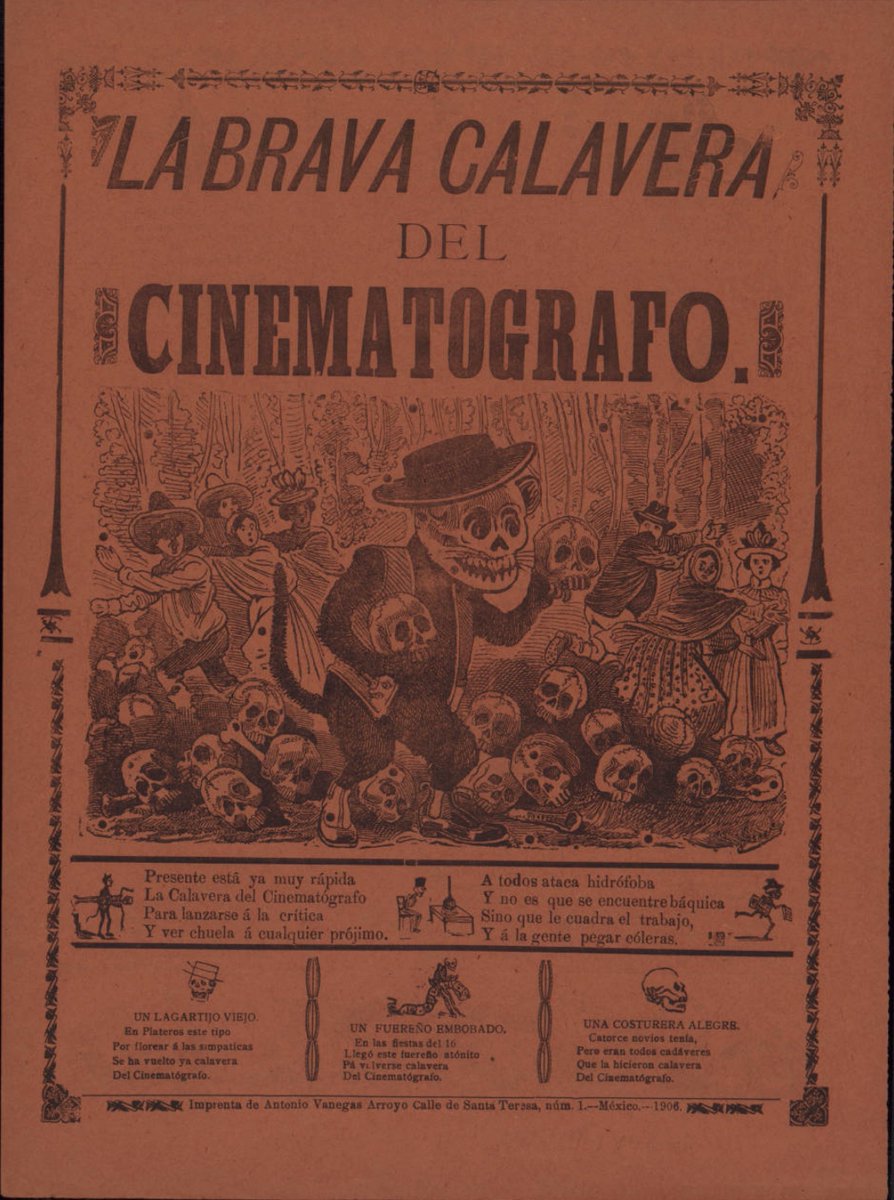 LA BRAVA CALAVERA
DEL
CINEMATOGRAFO.
Presente está ya muy rápida
La Calavera del Cinematógrafo
Para lanzarse á la crítica
Y ver chuela á cualquier prójimo.
A todos ataca hidrófoba
Y no es que se encuentre báquica
Sino que le cuadra el trabajo,
Y á la gente pegar cóleras.
UN LAGARTIJO VIEJO.
En Plateros este tipo
Por florear á las simpaticas
Se ha vuelto ya calavera
Del Cinematógrafo.
UN FUEREÑO EMBOBADO.
En las fiestas del 16
Llegó este fuereño atónito
Pá vulverse calavera
Del Cinematógrafo.
UNA COSTURERA ALEGRE.
Catorce novios tenía,
Pero eran todos cadáveres
Que la hicieron calavera
Del Cinematógrafo.
Imprenta de Antonio Vanegas Arroyo Calle de Santa Teresa, núm. 1.—México.—1906.